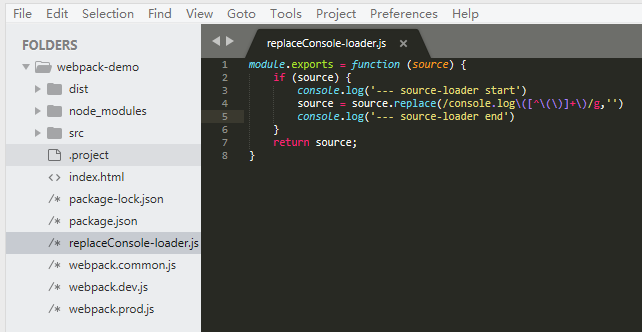 File Edit Selection Find View Goto Tools Project Preferences Help
FOLDERS
webpack-demo
dist
node_modules
src
.project
<> index.html
/* package-lock.json
/* package.json
/* replaceConsole-loader.js
/* webpack.common.js
/* webpack.dev.js
/* webpack.prod.js
replaceConsole-loader.js ×
1 module.exports = function (source) {
2 if (source) {
3 console.log('--- source-loader start')
4 source = source.replace(/console.log\([^\(\)]+\)/g,'')
5 console.log('--- source-loader end')
6 }
7 return source;
8 }